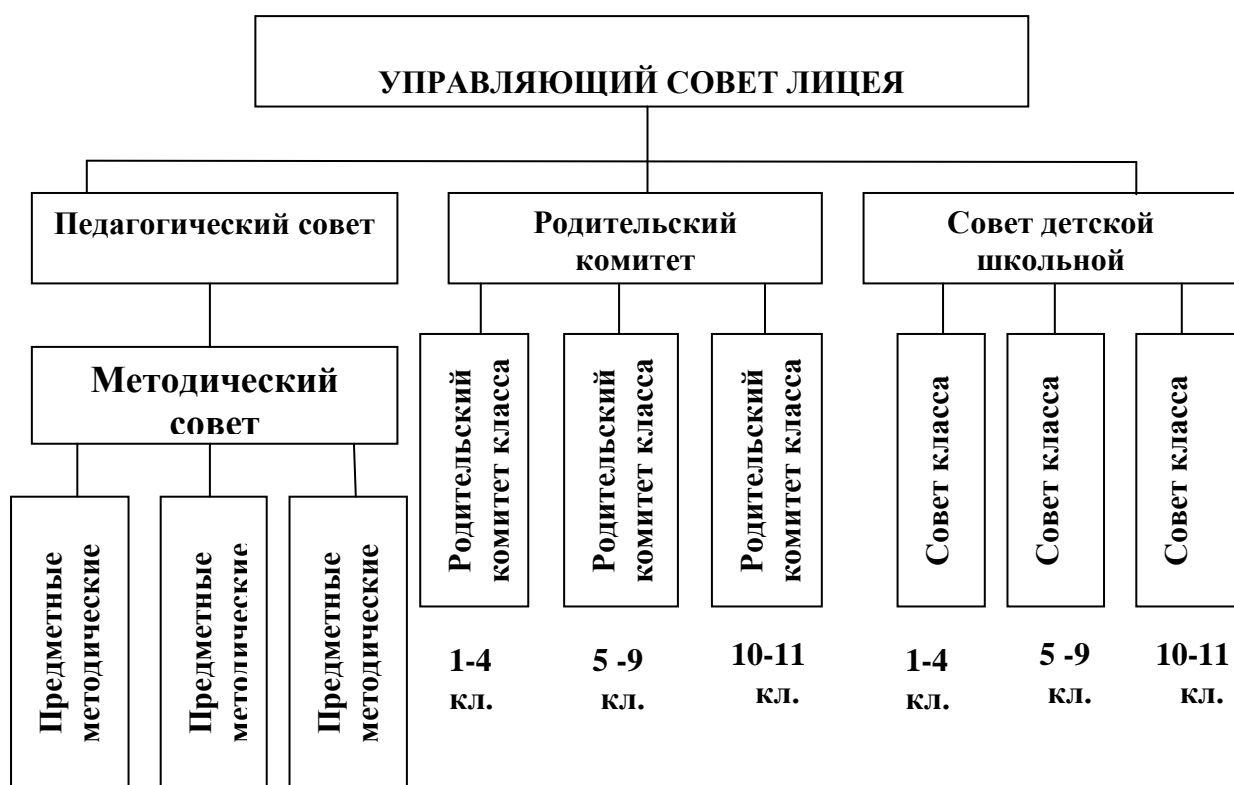 УПРАВЛЯЮЩИЙ СОВЕТ ЛИЦЕЯ
Педагогический совет
Родительский
комитет
Совет детской
школьной
Методический
совет
Родительский
комитет класса
Родительский
комитет класса
Родительский
комитет класса
Совет класса
Совет класса
Совет класса
Предметные
методические
Предметные
методические
Предметные
методические
1-4
кл.
5 -9
кл.
10-11
кл.
1-4
кл.
5 -9
кл.
10-11
кл.